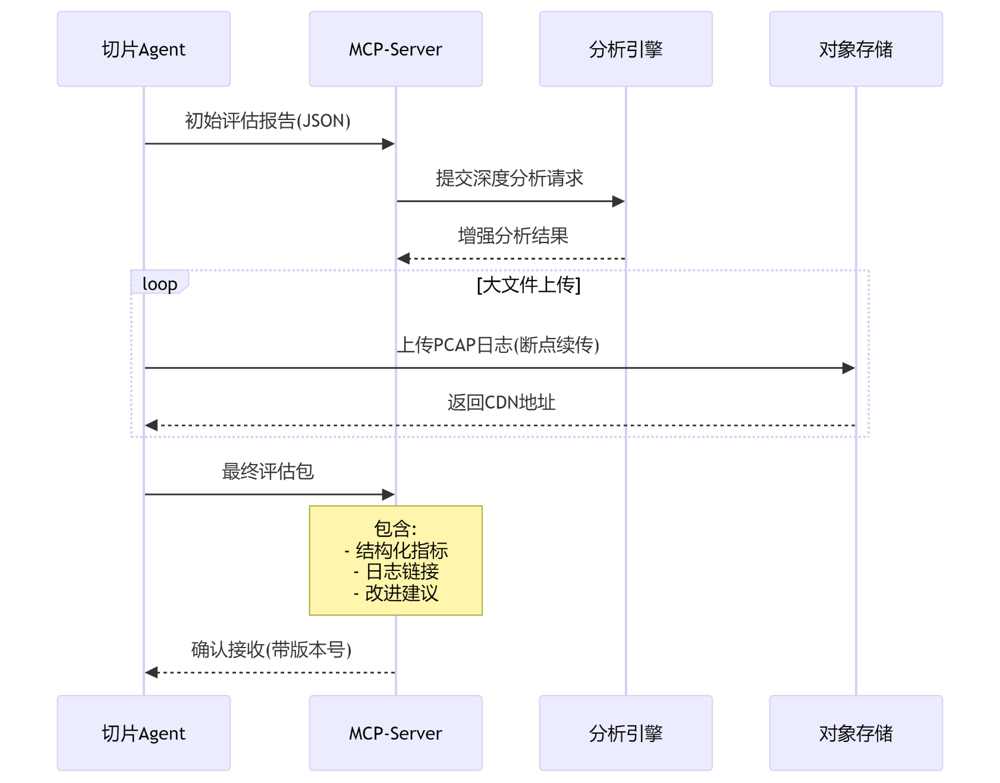 切片Agent
MCP-Server
分析引擎
对象存储
初始评估报告(JSON)
提交深度分析请求
增强分析结果
loop
[大文件上传]
上传PCAP日志(断点续传)
返回CDN地址
最终评估包
包含:
- 结构化指标
- 日志链接
- 改进建议
确认接收(带版本号)
切片Agent
MCP-Server
分析引擎
对象存储